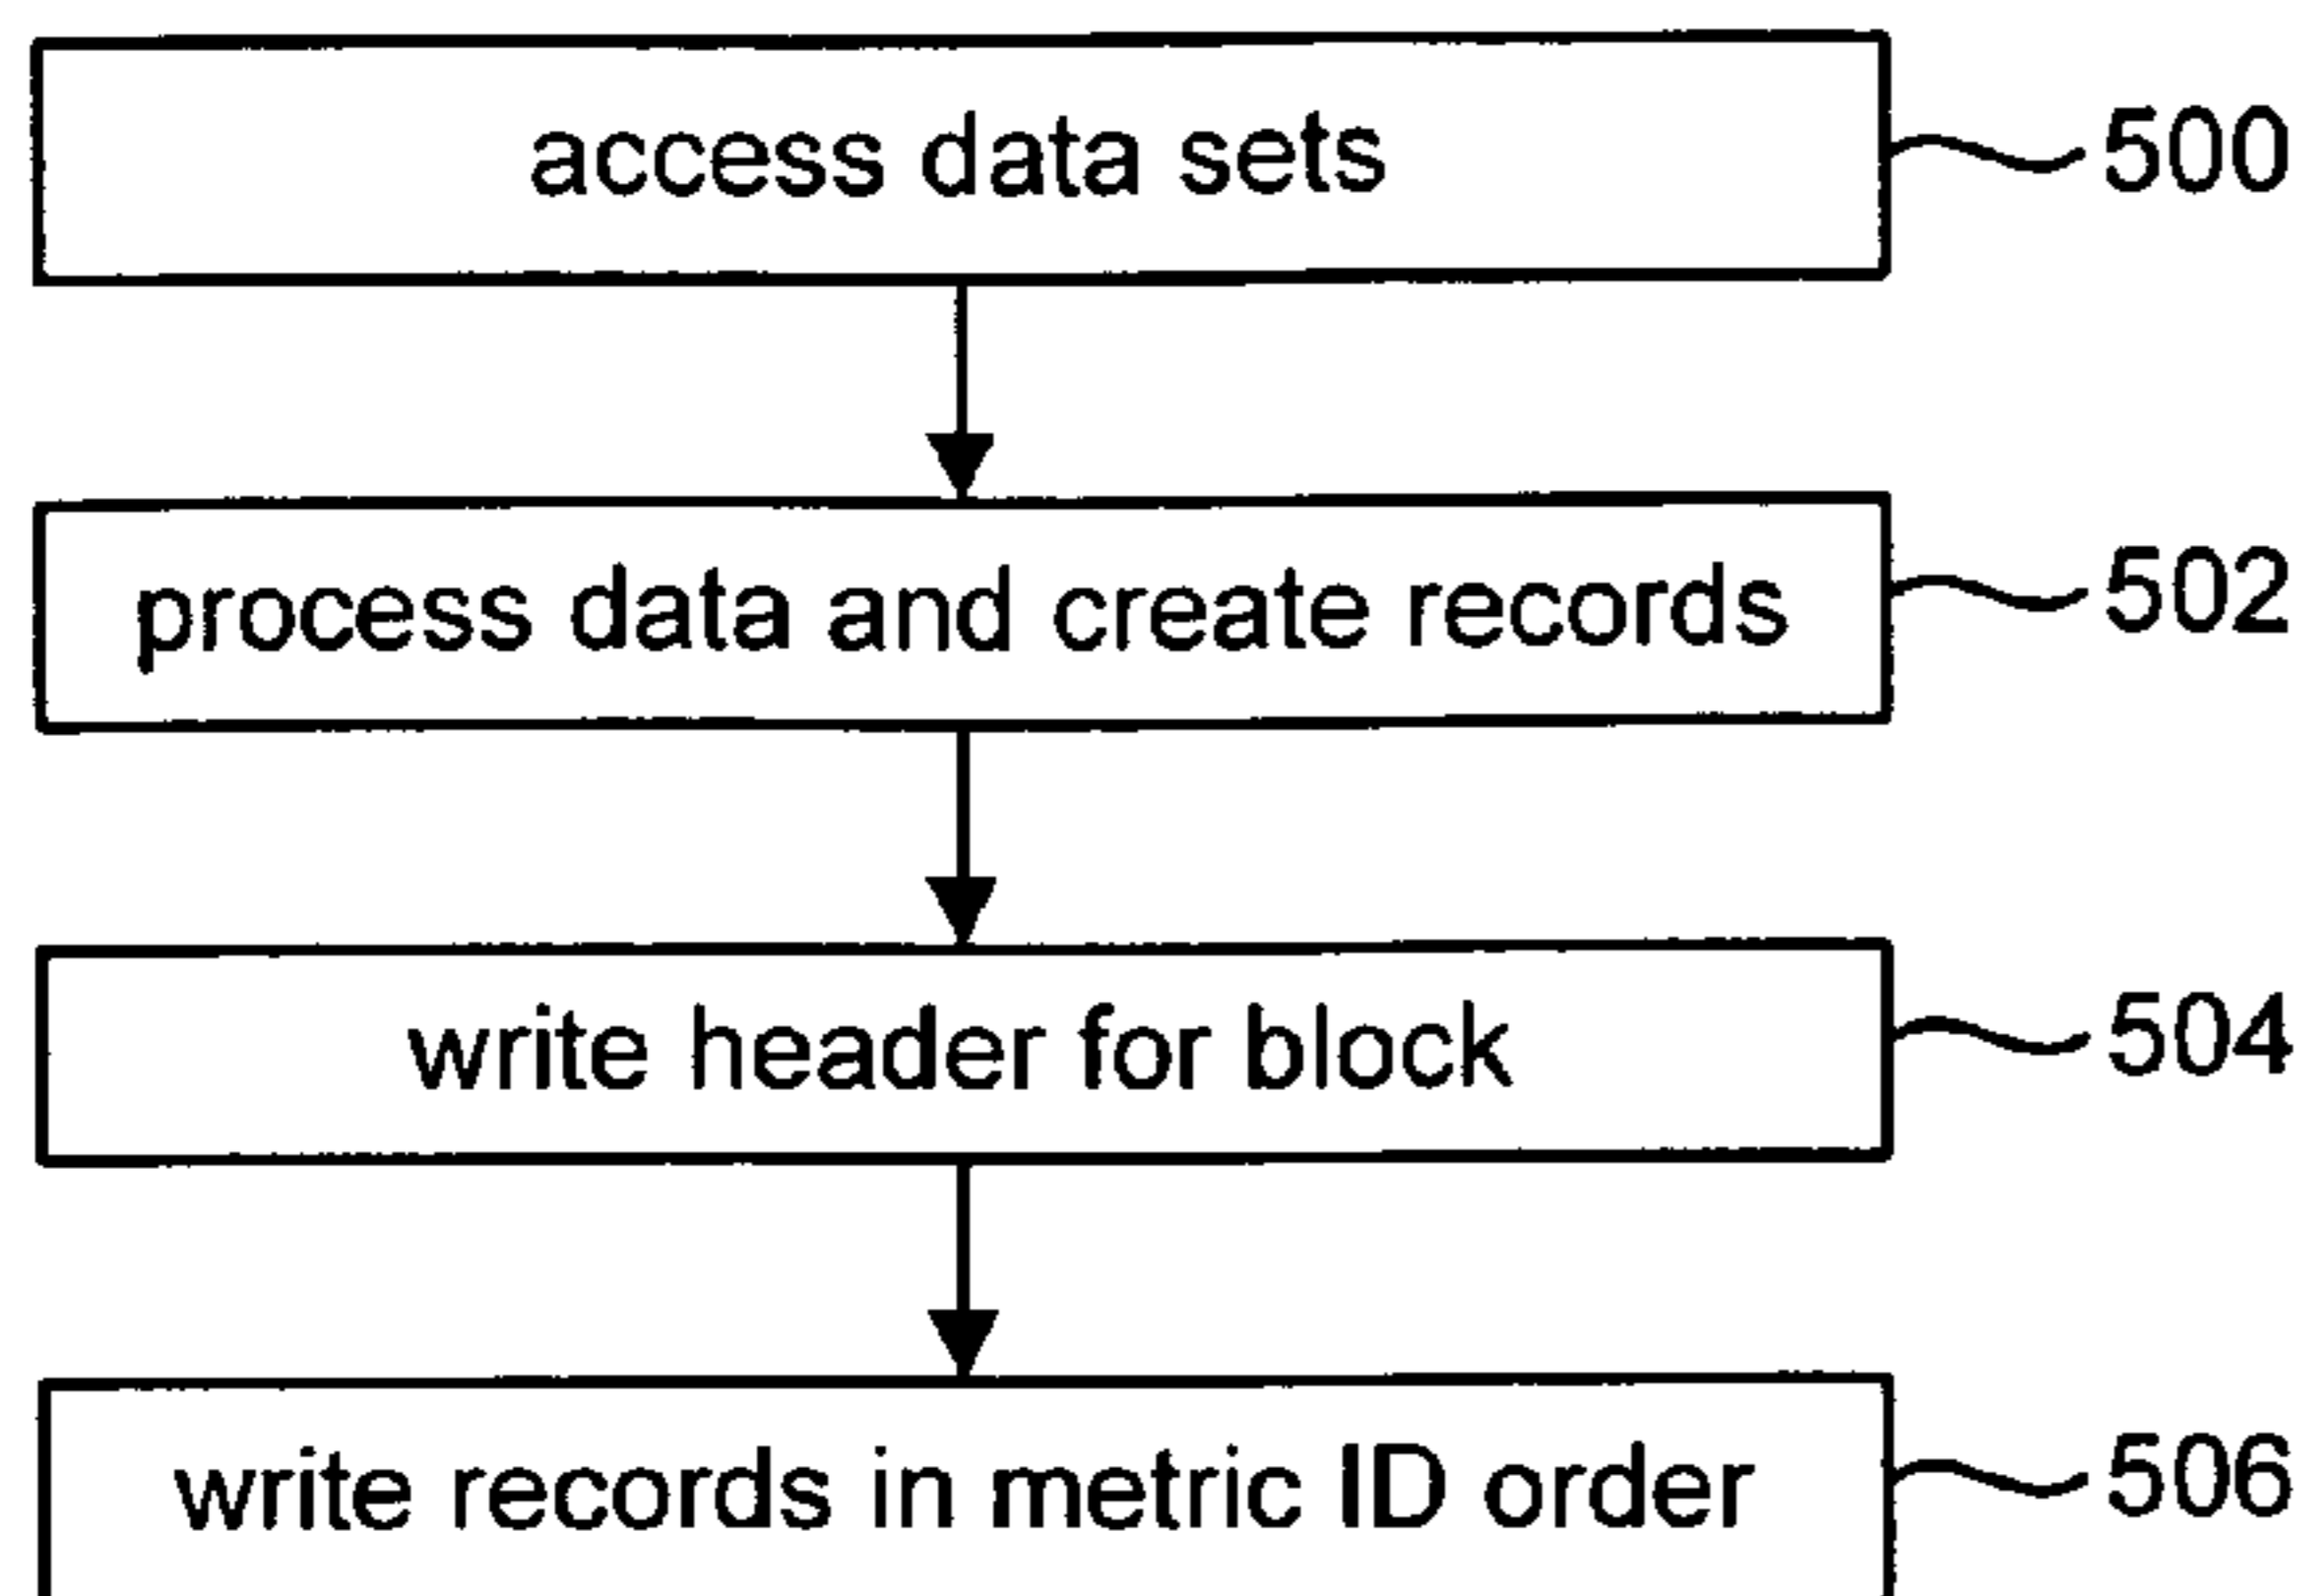 access data sets 500
process data and create records 502
write header for block 504
write records in metric ID order 506